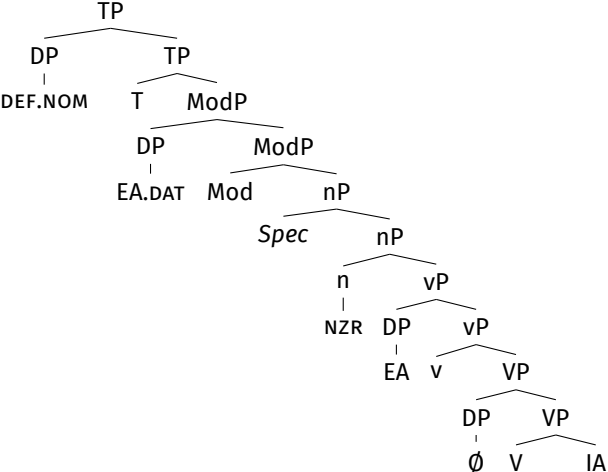 TP
DP TP
DEF.NOM T ModP
DP ModP
EA.DAT Mod nP
Spec nP
n vP
NZR DP vP
EA v VP
DP VP
Ø V IA